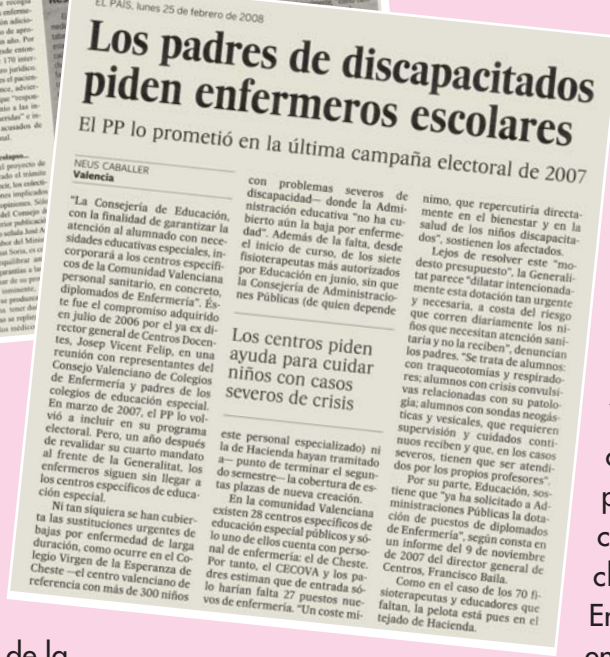 EL PAÍS, lunes 25 de febrero de 2008
Los padres de discapacitados
piden enfermeros escolares
El PP lo prometió en la última campaña electoral de 2007
NEUS CABALLER
Valencia
"La Consejería de Educación,
con la finalidad de garantizar la
atención al alumnado con nece-
sidades educativas especiales, in-
corporará a los centros específi-
cos de la Comunidad Valenciana
personal sanitario, en concreto,
diplomados de Enfermería". És-
te fue el compromiso adquirido
en julio de 2006 por el ya ex di-
rector general de Centros Docen-
tes, Josep Vicent Felip, en una
reunión con representantes del
Consejo Valenciano de Colegios
de Enfermería y padres de los
colegios de educación especial.
En marzo de 2007, el PP lo vol-
vió a incluir en su programa
electoral. Pero, un año después
de revalidar su cuarto mandato
al frente de la Generalitat, los
enfermeros siguen sin llegar a
los centros específicos de educa-
ción especial.
Ni tan siquiera se han cubier-
ta las sustituciones urgentes de
bajas por enfermedad de larga
duración, como ocurre en el Co-
legio Virgen de la Esperanza de
Cheste —el centro valenciano de
referencia con más de 300 niños
con problemas severos de
discapacidad— donde la Admi-
nistración educativa "no ha cu-
bierto aún la baja por enferme-
dad". Además de la falta, desde
el inicio de curso, de los siete
fisioterapeutas más autorizados
por Educación en junio, sin que
la Consejería de Administracio-
nes Públicas (de quien depende
Los centros piden
ayuda para cuidar
niños con casos
severos de crisis
este personal especializado) ni
la de Hacienda hayan tramitado
a— punto de terminar el segun-
do semestre— la cobertura de es-
tas plazas de nueva creación.
En la comunidad Valenciana
existen 28 centros específicos de
educación especial públicos y só-
lo uno de ellos cuenta con perso-
nal de enfermería: el de Cheste.
Por tanto, el CECOVA y los pa-
dres estiman que de entrada só-
lo harían falta 27 puestos nue-
vos de enfermería. "Un coste mí-
nimo, que repercutiría directa-
mente en el bienestar y en la
salud de los niños discapacita-
dos", sostienen los afectados.
Lejos de resolver este "mo-
desto presupuesto", la Generali-
tat parece "dilatar intencionada-
mente esta dotación tan urgente
y necesaria, a costa del riesgo
que corren diariamente los ni-
ños que necesitan atención sani-
taria y no la reciben", denuncian
los padres. "Se trata de alumnos:
con traqueotomías y respirado-
res; alumnos con crisis convulsi-
vas relacionadas con su patolo-
gía; alumnos con sondas neogás-
ticas y vesicales, que requieren
supervisión y cuidados conti-
nuos reciben y que, en los casos
severos, tienen que ser atendi-
dos por los propios profesores".
Por su parte, Educación, sos-
tiene que "ya ha solicitado a Ad-
ministraciones Públicas la dota-
ción de puestos de diplomados
de Enfermería", según consta en
un informe del 9 de noviembre
de 2007 del director general de
Centros, Francisco Baila.
Como en el caso de los 70 fi-
sioterapeutas y educadores que
faltan, la pelota está pues en el
tejado de Hacienda.
de la